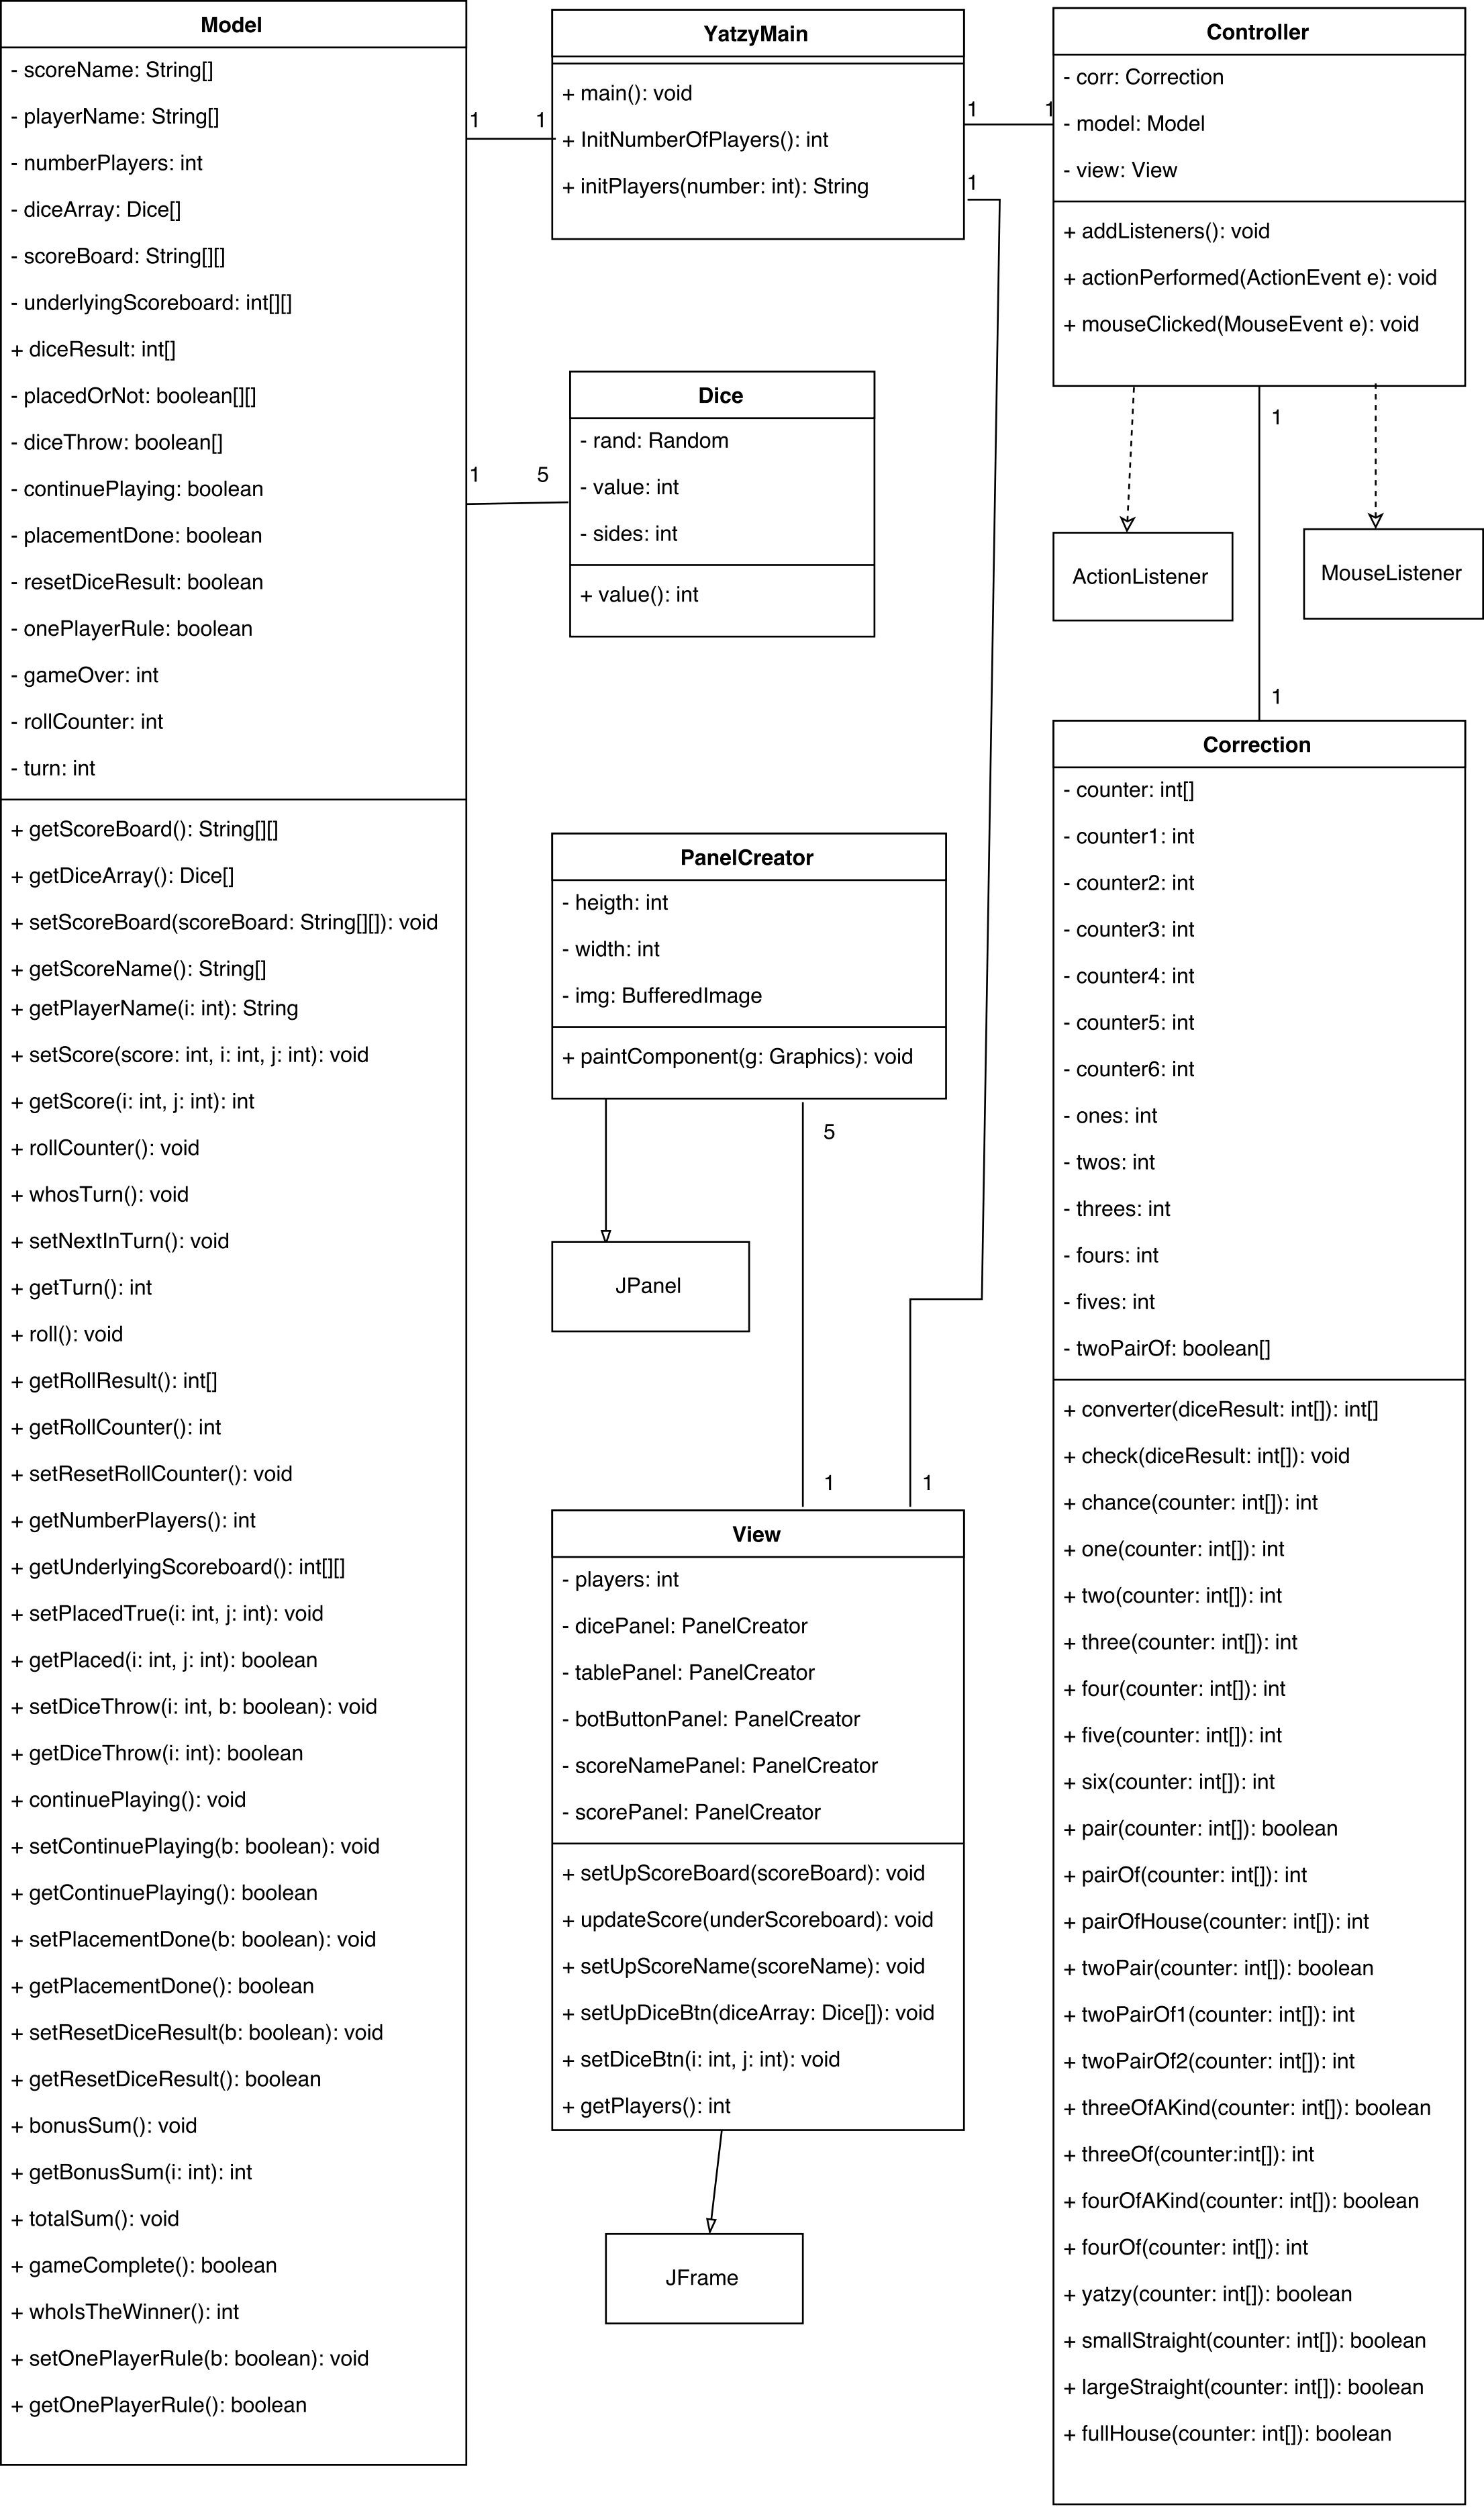 Model
- scoreName: String[]
- playerName: String[]
- numberPlayers: int
- diceArray: Dice[]
- scoreBoard: String[][]
- underlyingScoreboard: int[][]
+ diceResult: int[]
- placedOrNot: boolean[][]
- diceThrow: boolean[]
- continuePlaying: boolean
- placementDone: boolean
- resetDiceResult: boolean
- onePlayerRule: boolean
- gameOver: int
- rollCounter: int
- turn: int
+ getScoreBoard(): String[][]
+ getDiceArray(): Dice[]
+ setScoreBoard(scoreBoard: String[][]): void
+ getScoreName(): String[]
+ getPlayerName(i: int): String
+ setScore(score: int, i: int, j: int): void
+ getScore(i: int, j: int): int
+ rollCounter(): void
+ whosTurn(): void
+ setNextInTurn(): void
+ getTurn(): int
+ roll(): void
+ getRollResult(): int[]
+ getRollCounter(): int
+ setResetRollCounter(): void
+ getNumberPlayers(): int
+ getUnderlyingScoreboard(): int[][]
+ setPlacedTrue(i: int, j: int): void
+ getPlaced(i: int, j: int): boolean
+ setDiceThrow(i: int, b: boolean): void
+ getDiceThrow(i: int): boolean
+ continuePlaying(): void
+ setContinuePlaying(b: boolean): void
+ getContinuePlaying(): boolean
+ setPlacementDone(b: boolean): void
+ getPlacementDone(): boolean
+ setResetDiceResult(b: boolean): void
+ getResetDiceResult(): boolean
+ bonusSum(): void
+ getBonusSum(i: int): int
+ totalSum(): void
+ gameComplete(): boolean
+ whoIsTheWinner(): int
+ setOnePlayerRule(b: boolean): void
+ getOnePlayerRule(): boolean
1 1
1 5
YatzyMain
+ main(): void
+ InitNumberOfPlayers(): int
+ initPlayers(number: int): String
1 1
1
Dice
- rand: Random
- value: int
- sides: int
+ value(): int
PanelCreator
- heigth: int
- width: int
- img: BufferedImage
+ paintComponent(g: Graphics): void
5
JPanel
1 1
View
- players: int
- dicePanel: PanelCreator
- tablePanel: PanelCreator
- botButtonPanel: PanelCreator
- scoreNamePanel: PanelCreator
- scorePanel: PanelCreator
+ setUpScoreBoard(scoreBoard): void
+ updateScore(underScoreboard): void
+ setUpScoreName(scoreName): void
+ setUpDiceBtn(diceArray: Dice[]): void
+ setDiceBtn(i: int, j: int): void
+ getPlayers(): int
JFrame
Controller
- corr: Correction
- model: Model
- view: View
+ addListeners(): void
+ actionPerformed(ActionEvent e): void
+ mouseClicked(MouseEvent e): void
1
ActionListener
MouseListener
1
Correction
- counter: int[]
- counter1: int
- counter2: int
- counter3: int
- counter4: int
- counter5: int
- counter6: int
- ones: int
- twos: int
- threes: int
- fours: int
- fives: int
- twoPairOf: boolean[]
+ converter(diceResult: int[]): int[]
+ check(diceResult: int[]): void
+ chance(counter: int[]): int
+ one(counter: int[]): int
+ two(counter: int[]): int
+ three(counter: int[]): int
+ four(counter: int[]): int
+ five(counter: int[]): int
+ six(counter: int[]): int
+ pair(counter: int[]): boolean
+ pairOf(counter: int[]): int
+ pairOfHouse(counter: int[]): int
+ twoPair(counter: int[]): boolean
+ twoPairOf1(counter: int[]): int
+ twoPairOf2(counter: int[]): int
+ threeOfAKind(counter: int[]): boolean
+ threeOf(counter:int[]): int
+ fourOfAKind(counter: int[]): boolean
+ fourOf(counter: int[]): int
+ yatzy(counter: int[]): boolean
+ smallStraight(counter: int[]): boolean
+ largeStraight(counter: int[]): boolean
+ fullHouse(counter: int[]): boolean